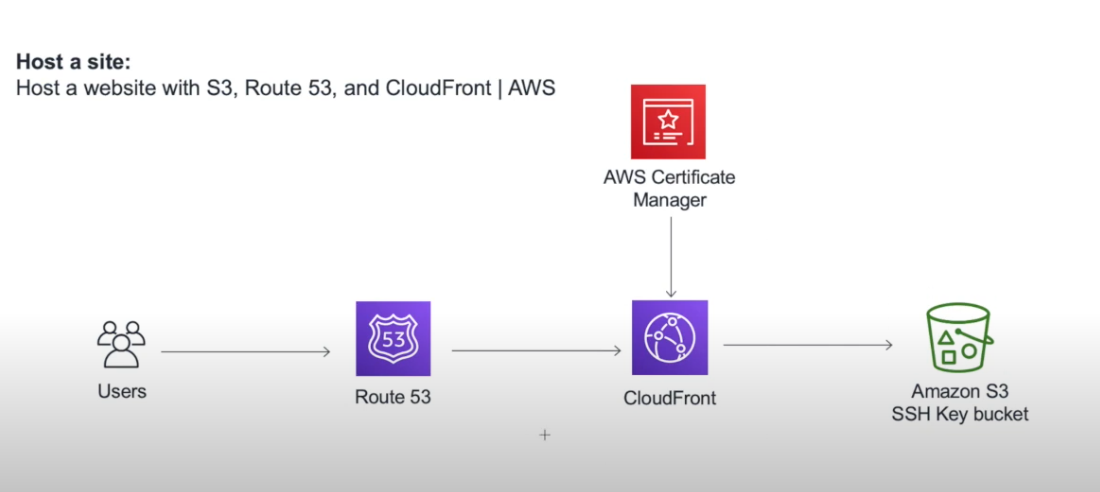 Host a site:
Host a website with S3, Route 53, and CloudFront | AWS
AWS Certificate
Manager
53
Users
Route 53
CloudFront
Amazon S3
SSH Key bucket